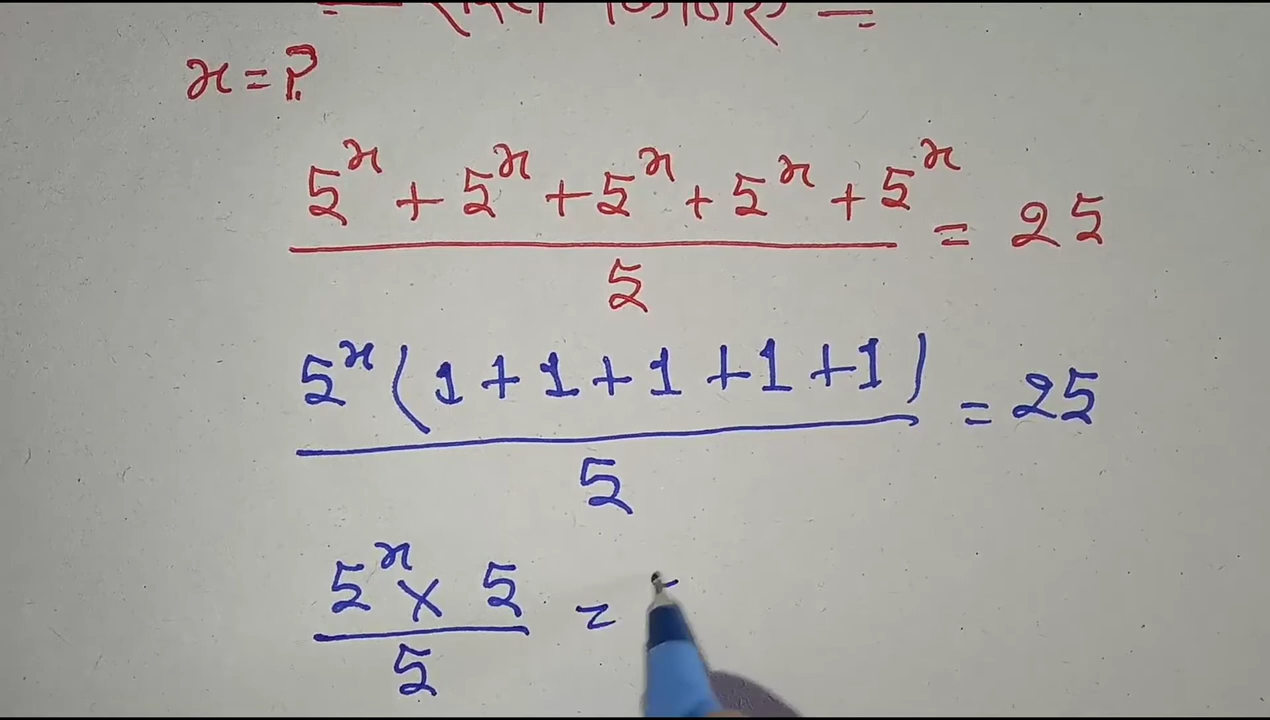 x = ?
5^x + 5^x + 5^x + 5^x + 5^x / 5 = 25
5^x ( 1 + 1 + 1 + 1 + 1 ) / 5 = 25
5^x × 5 / 5 =